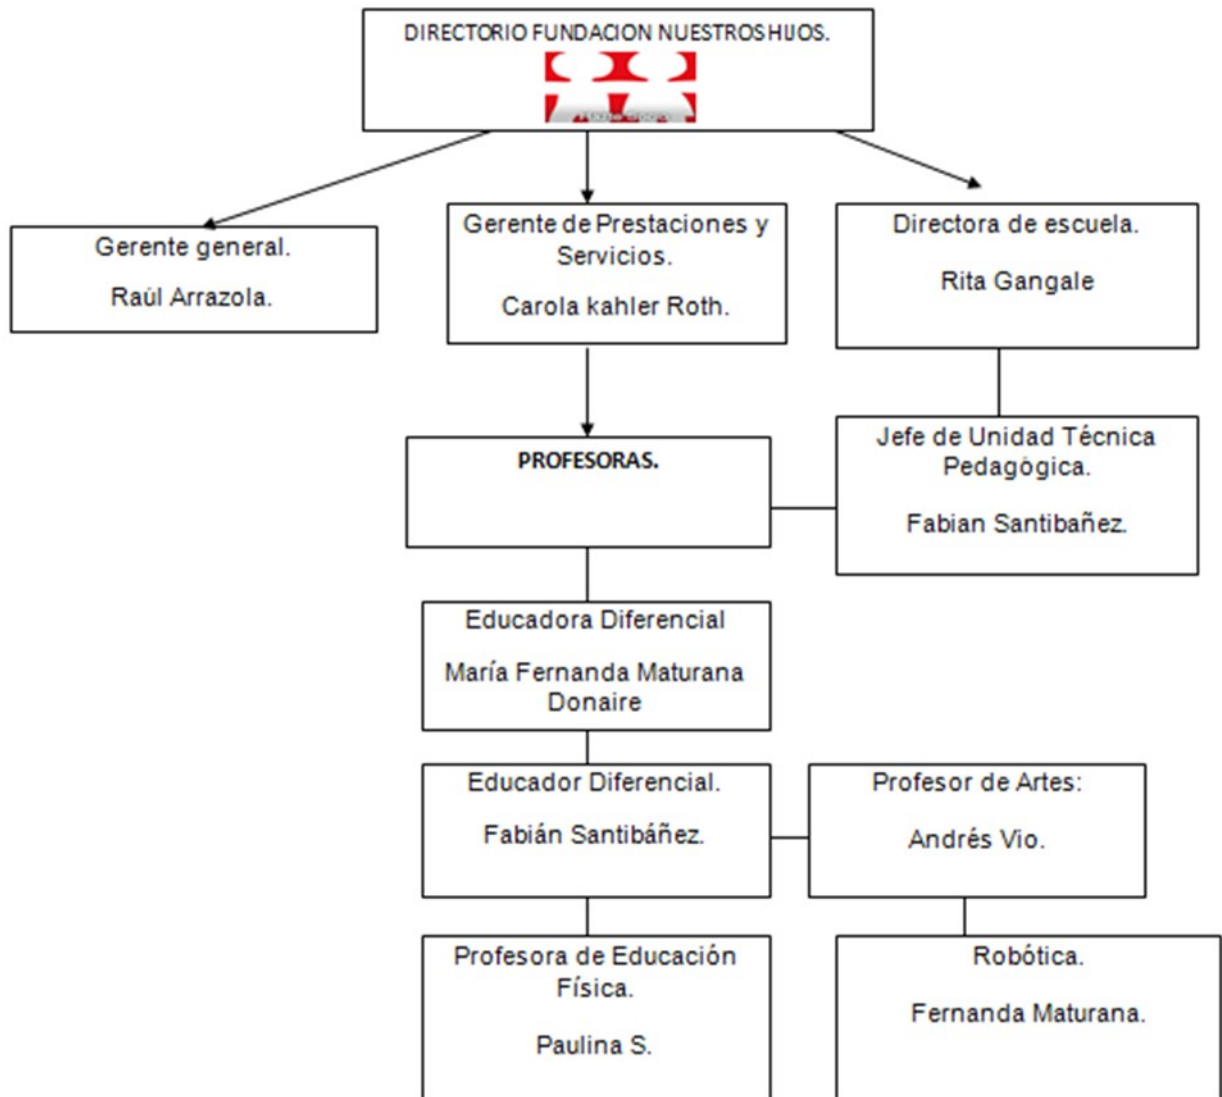 DIRECTORIO FUNDACION NUESTROSHIJOS.
Gerente general.
Raúl Arrazola.
Gerente de Prestaciones y
Servicios.
Carola kahler Roth.
Directora de escuela.
Rita Gangale
PROFESORAS.
Jefe de Unidad Técnica
Pedagógica.
Fabian Santibañez.
Educadora Diferencial
María Fernanda Maturana
Donaire
Educador Diferencial.
Fabián Santibáñez.
Profesor de Artes:
Andrés Vio.
Profesora de Educación
Física.
Paulina S.
Robótica.
Fernanda Maturana.